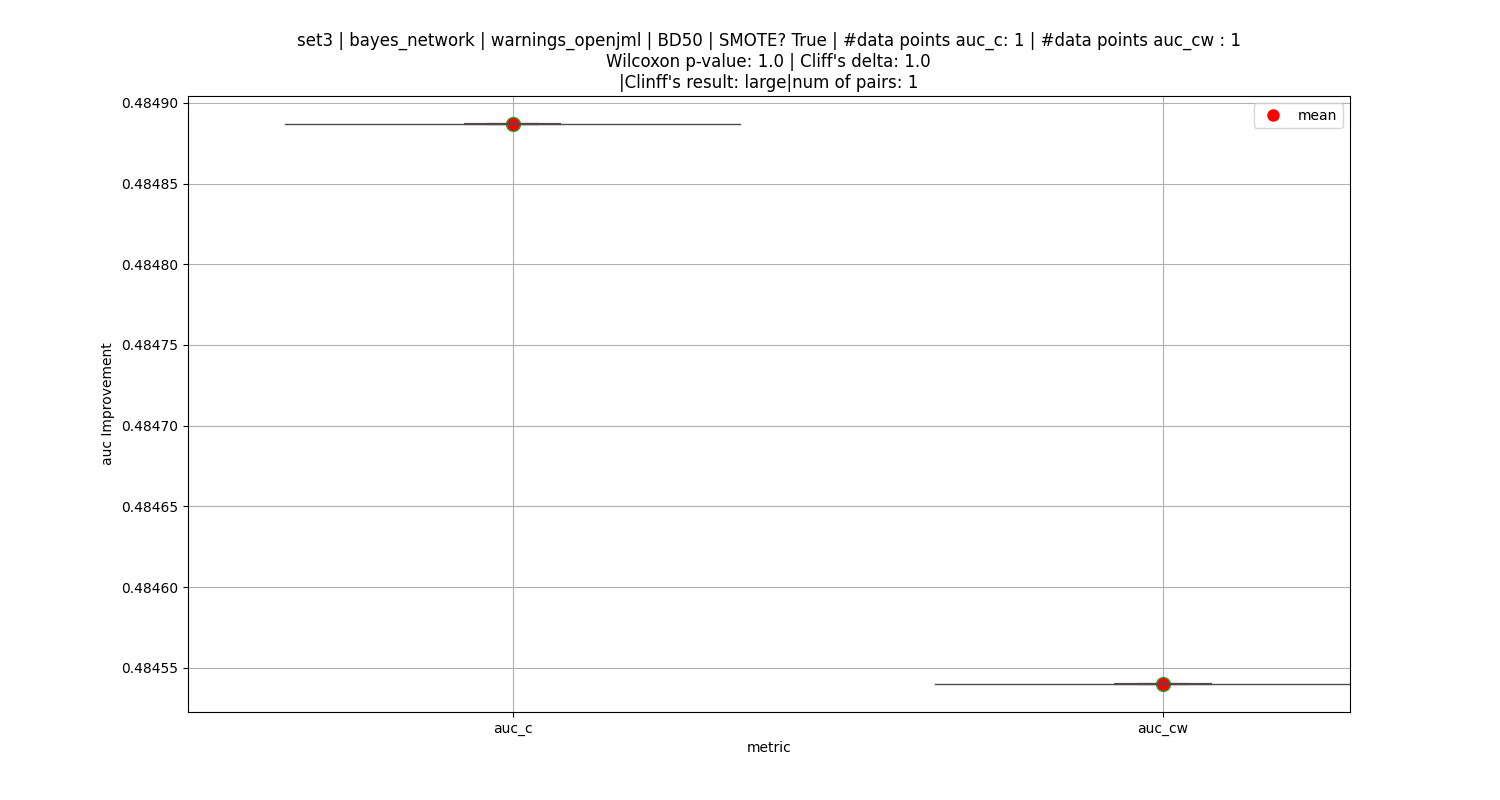 set3 | bayes_network | warnings_openjml | BD50 | SMOTE? True | #data points auc_c: 1 | #data points auc_cw : 1
Wilcoxon p-value: 1.0 | Cliff's delta: 1.0
|Clinff's result: large|num of pairs: 1
mean
0.48490
0.48485
0.48480
0.48475
0.48470
0.48465
0.48460
0.48455
auc Improvement
auc_c
auc_cw
metric